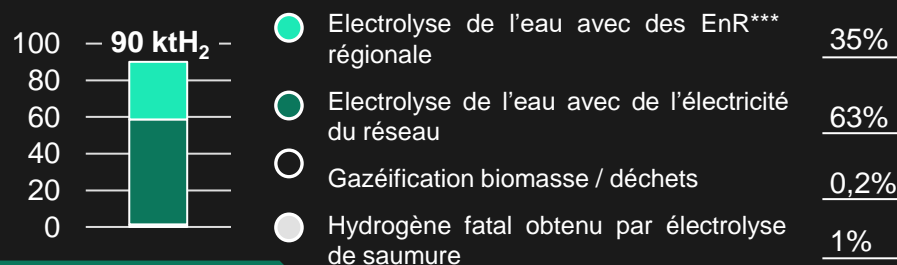 100
90 ktH₂
80
60
40
20
0
Electrolyse de l'eau avec des EnR***
régionale
35%
Electrolyse de l'eau avec de l'électricité
du réseau
63%
Gazéification biomasse / déchets
0,2%
Hydrogène fatal obtenu par électrolyse
de saumure
1%